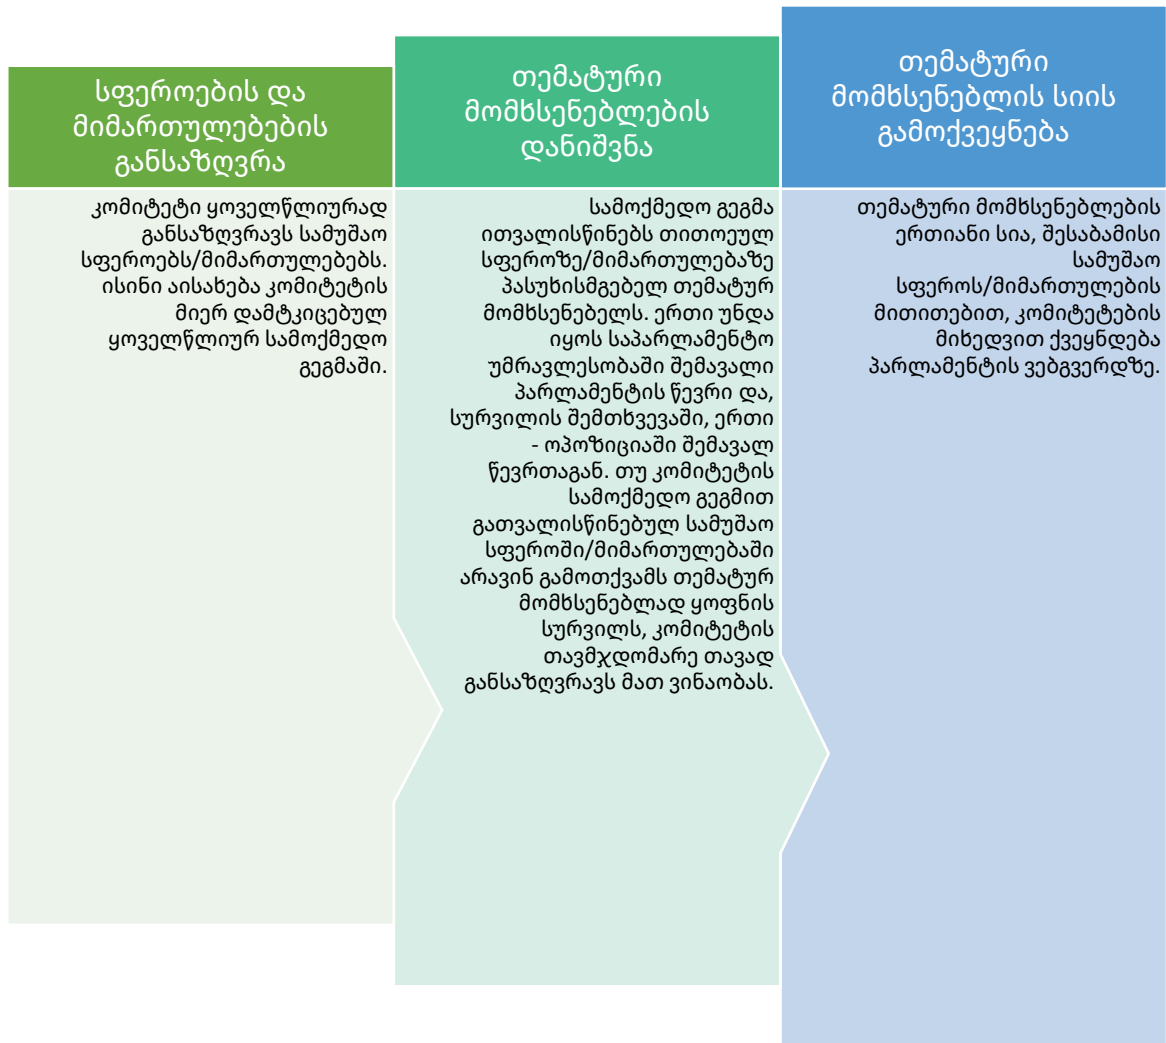 სფეროების და
მიმართულებების
განსაზღვრა
კომიტეტი ყოველწლიურად
განსაზღვრავს სამუშაო
სფეროებს/მიმართულებებს.
ისინი აისახება კომიტეტის
მიერ დამტკიცებულ
ყოველწლიურ სამოქმედო
გეგმაში.
თემატური
მომხსენებლების
დანიშვნა
სამოქმედო გეგმა
ითვალისწინებს თითოეულ
სფეროზე/მიმართულებაზე
პასუხისმგებელ თემატურ
მომხსენებელს. ერთი უნდა
იყოს საპარლამენტო
უმრავლესობაში შემავალი
პარლამენტის წევრი და,
სურვილის შემთხვევაში, ერთი
- ოპოზიციაში შემავალ
წევრთაგან. თუ კომიტეტის
სამოქმედო გეგმით
გათვალისწინებულ სამუშაო
სფეროში/მიმართულებაში
არავინ გამოთქვამს თემატურ
მომხსენებლად ყოფნის
სურვილს, კომიტეტის
თავმჯდომარე თავად
განსაზღვრავს მათ ვინაობას.
თემატური
მომხსენებლის სიის
გამოქვეყნება
თემატური მომხსენებლების
ერთიანი სია, შესაბამისი
სამუშაო
სფეროს/მიმართულების
მითითებით, კომიტეტების
მიხედვით ქვეყნდება
პარლამენტის ვებგვერდზე.